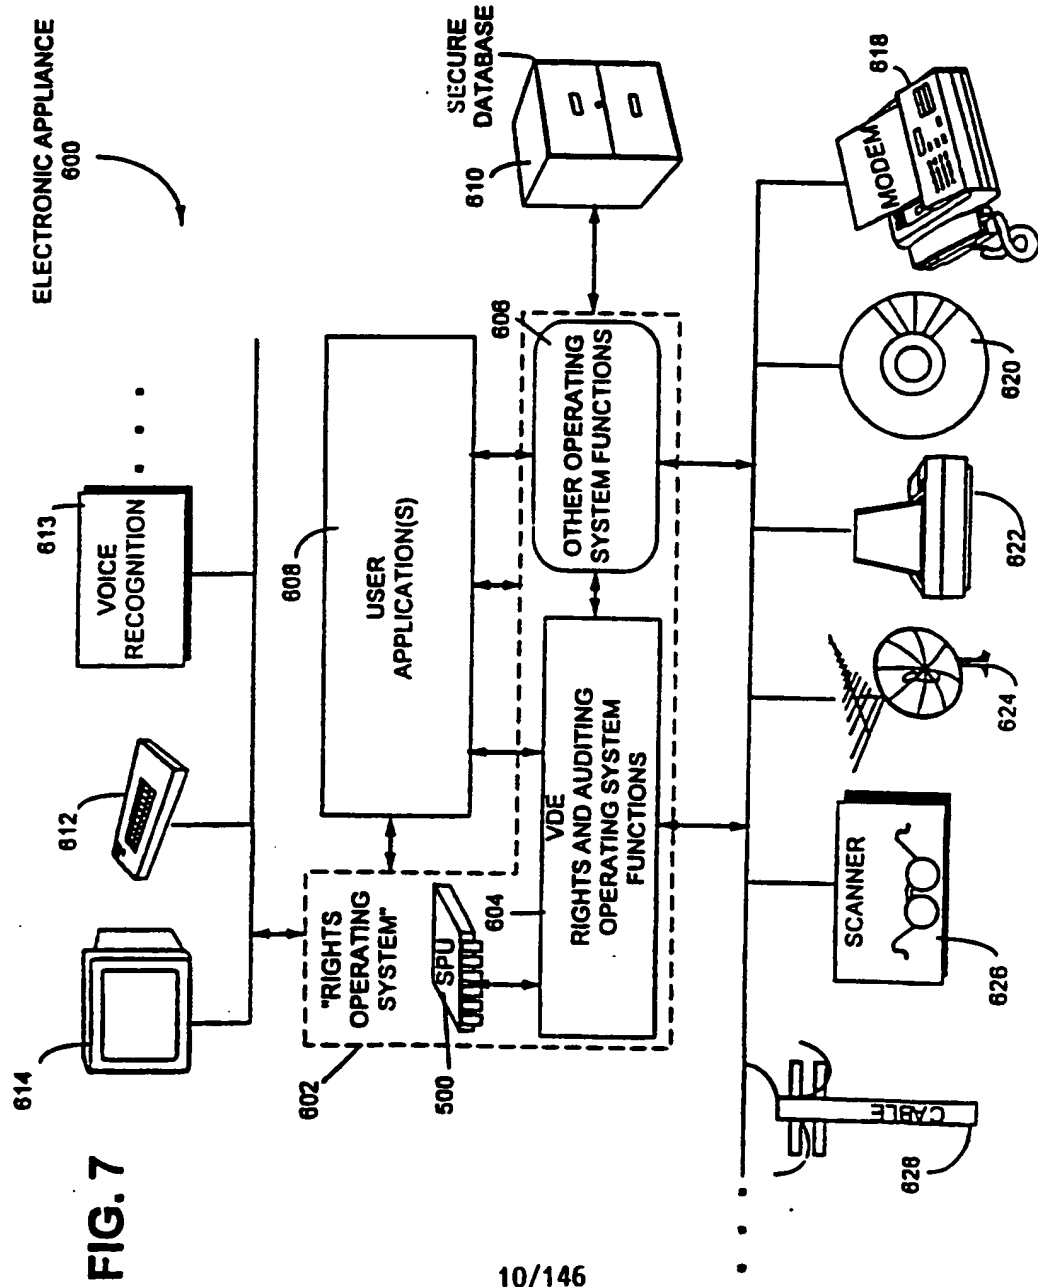 FIG. 7
614
612
613
VOICE
RECOGNITION
ELECTRONIC APPLIANCE
600
602
"RIGHTS
OPERATING
SYSTEM"
608
USER
APPLICATION(S)
500
SPU
604
VDE
RIGHTS AND AUDITING
OPERATING SYSTEM
FUNCTIONS
606
OTHER OPERATING
SYSTEM FUNCTIONS
610
SECURE
DATABASE
CABLE
628
SCANNER
626
624
622
620
MODEM
618
10/146